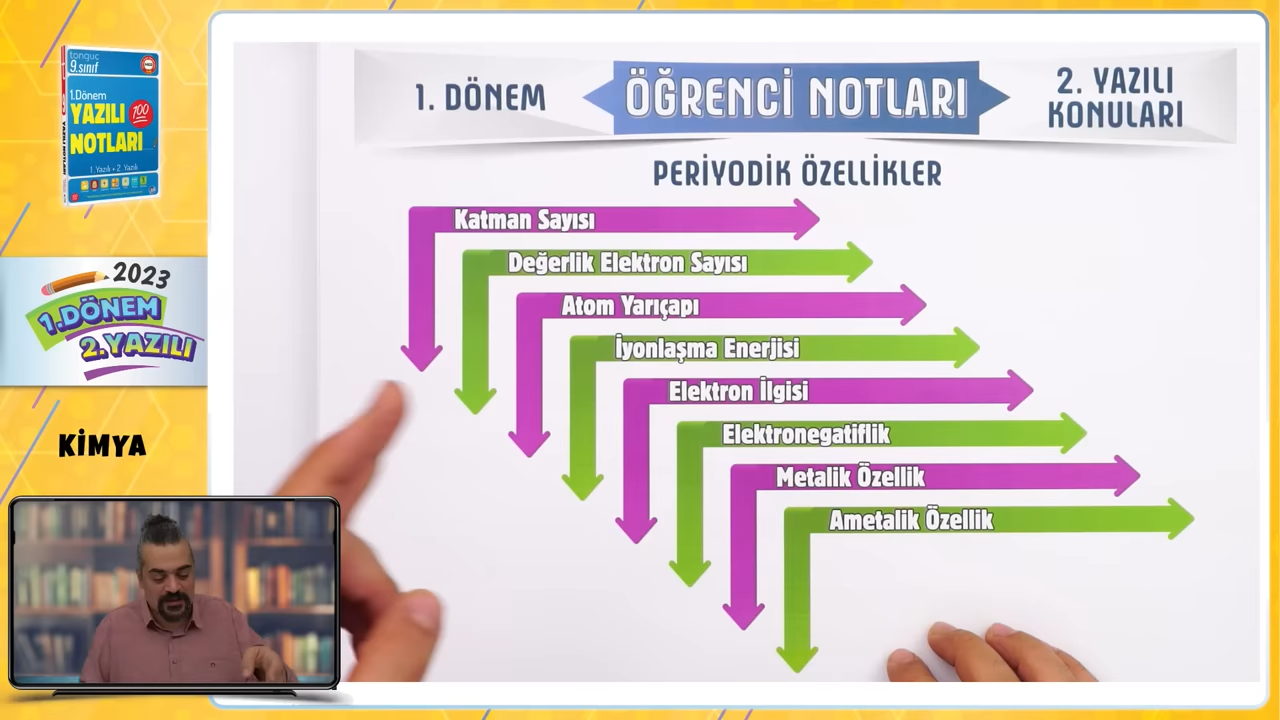 tonguç
9.sınıf
1.Dönem
YAZILI
100
NOTLARI
1.Yazılı • 2.Yazılı
YAZILI NOTLARI
2023
1.DÖNEM
2.YAZILI
KİMYA
1. DÖNEM
ÖĞRENCİ NOTLARI
2. YAZILI
KONULARI
PERİYODİK ÖZELLİKLER
Katman Sayısı
Değerlik Elektron Sayısı
Atom Yarıçapı
İyonlaşma Enerjisi
Elektron İlgisi
Elektronegatiflik
Metalik Özellik
Ametalik Özellik